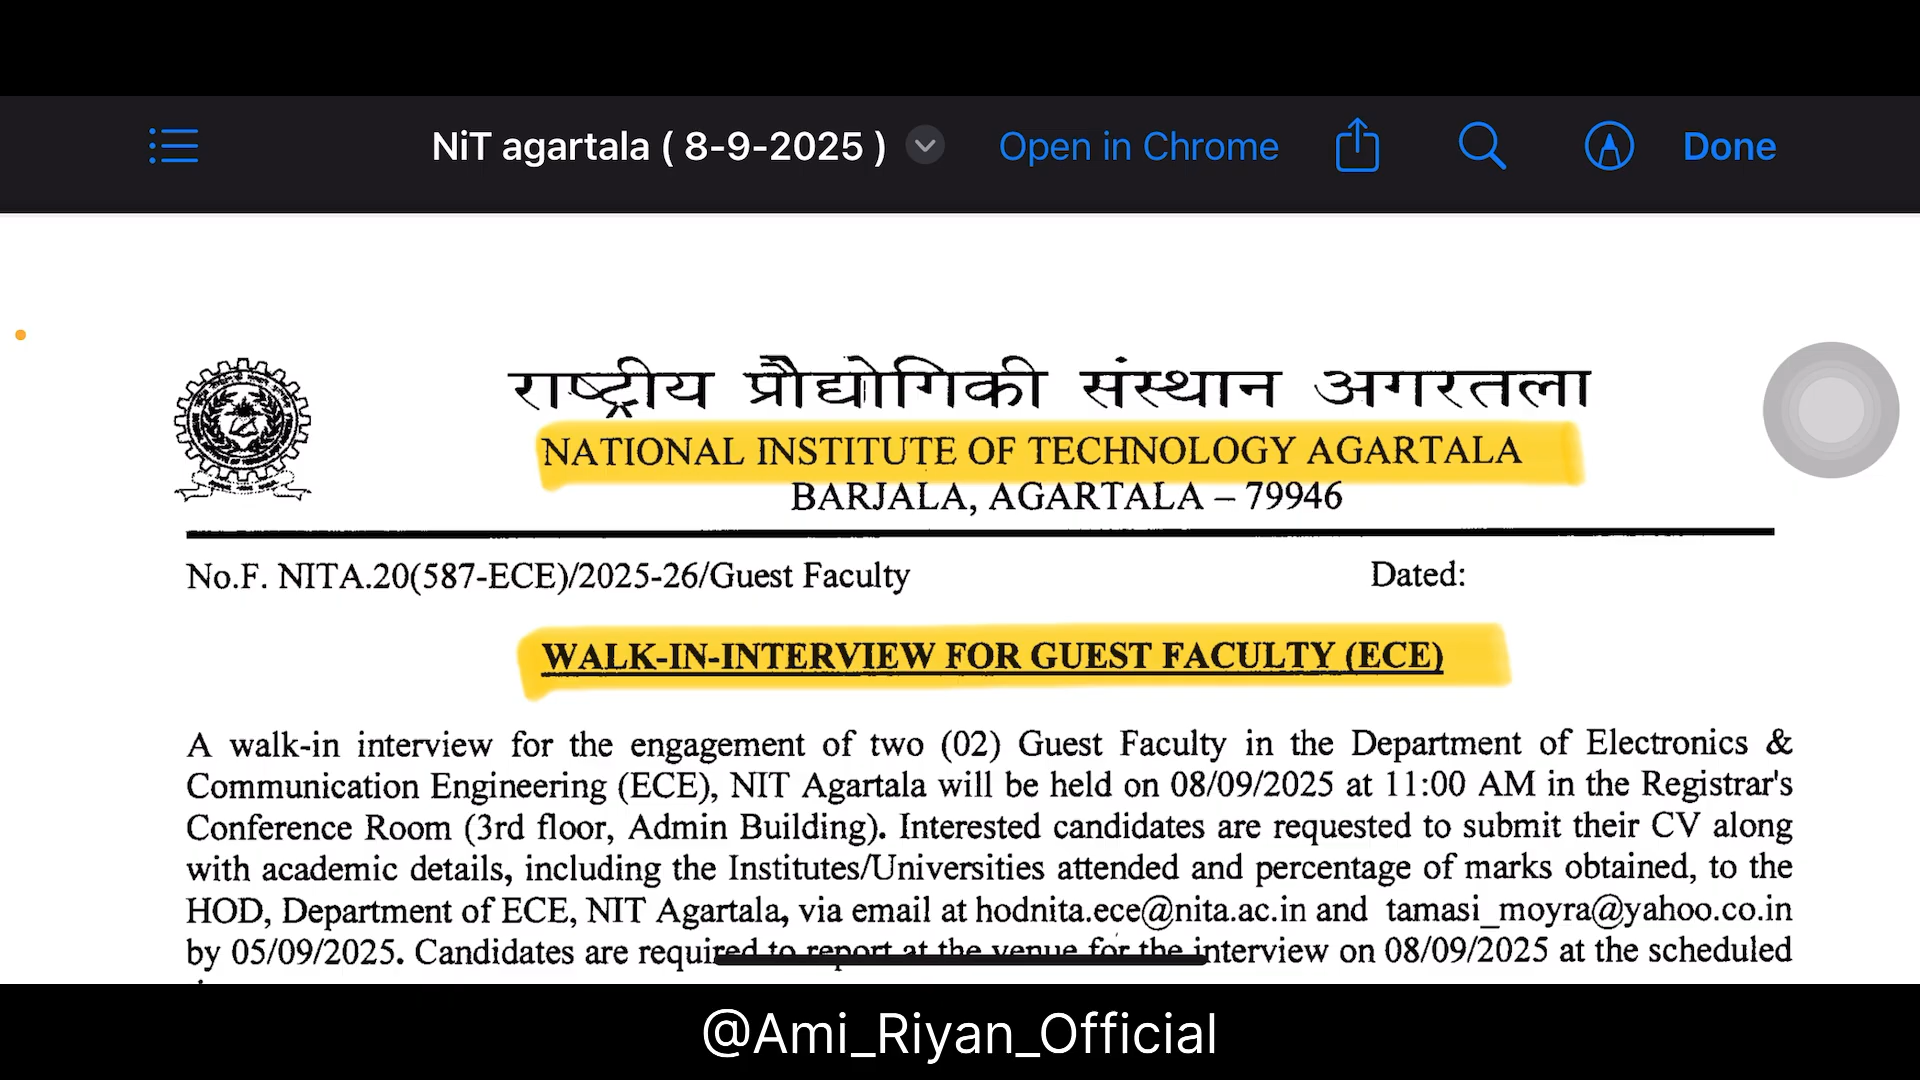 NiT agartala ( 8-9-2025 )
Open in Chrome
Done
राष्ट्रीय प्रौद्योगिकी संस्थान अगरतला
NATIONAL INSTITUTE OF TECHNOLOGY AGARTALA
BARJALA, AGARTALA – 79946
No.F. NITA.20(587-ECE)/2025-26/Guest Faculty Dated:
WALK-IN-INTERVIEW FOR GUEST FACULTY (ECE)
A walk-in interview for the engagement of two (02) Guest Faculty in the Department of Electronics &
Communication Engineering (ECE), NIT Agartala will be held on 08/09/2025 at 11:00 AM in the Registrar's
Conference Room (3rd floor, Admin Building). Interested candidates are requested to submit their CV along
with academic details, including the Institutes/Universities attended and percentage of marks obtained, to the
HOD, Department of ECE, NIT Agartala, via email at hodnita.ece@nita.ac.in and tamasi_moyra@yahoo.co.in
by 05/09/2025. Candidates are required to report at the venue for the interview on 08/09/2025 at the scheduled
@Ami_Riyan_Official